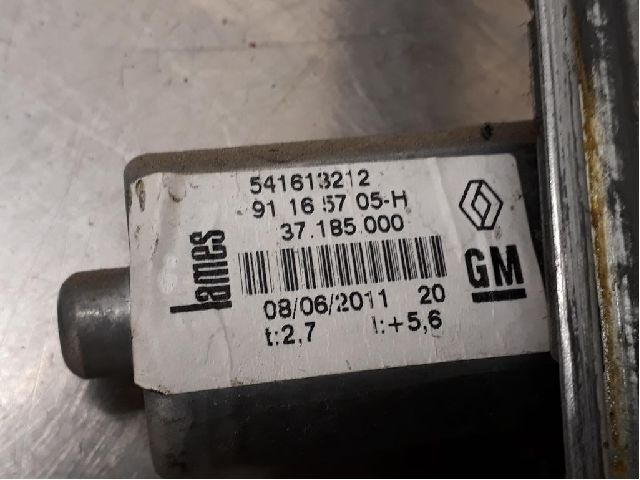 541613212
91 16 57 05-H
37.185.000
Lames
GM
08/06/2011 20
t:2,7 l:+5,6